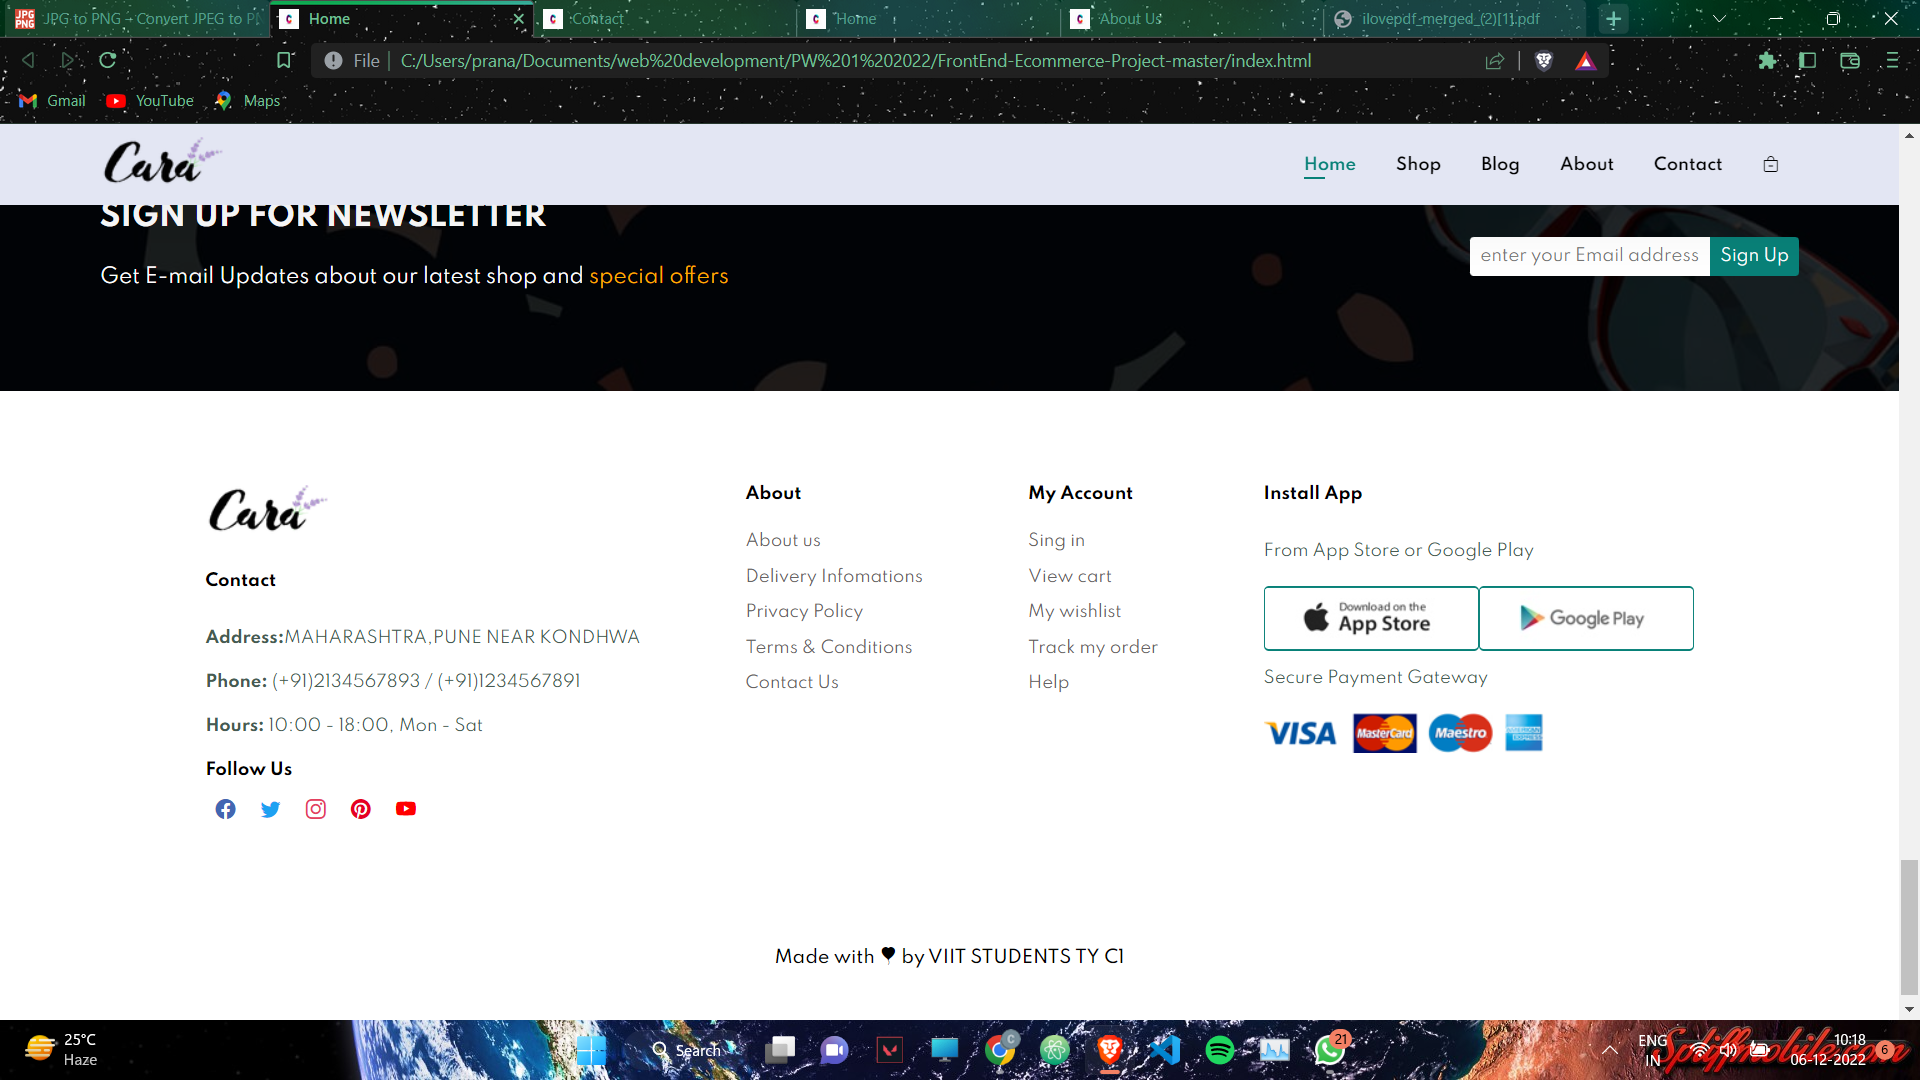 JPG to PNG - Convert JPEG to PN
Home
Contact
Home
About Us
ilovepdf_merged_(2)[1].pdf
File
C:/Users/prana/Documents/web%20development/PW%201%202022/FrontEnd-Ecommerce-Project-master/index.html
Gmail
YouTube
Maps
Cara
Home
Shop
Blog
About
Contact
SIGN UP FOR NEWSLETTER
Get E-mail Updates about our latest shop and special offers
enter your Email address
Sign Up
Cara
Contact
Address:MAHARASHTRA,PUNE NEAR KONDHWA
Phone: (+91)2134567893 / (+91)1234567891
Hours: 10:00 - 18:00, Mon - Sat
Follow Us
About
About us
Delivery Infomations
Privacy Policy
Terms & Conditions
Contact Us
My Account
Sing in
View cart
My wishlist
Track my order
Help
Install App
From App Store or Google Play
Download on the
App Store
Google Play
Secure Payment Gateway
VISA
MasterCard
Maestro
AMERICAN
EXPRESS
Made with 🖤 by VIIT STUDENTS TY C1
25°C
Haze
Search
21
ENG
IN
10:18
06-12-2022
6
Spiffmobile.com